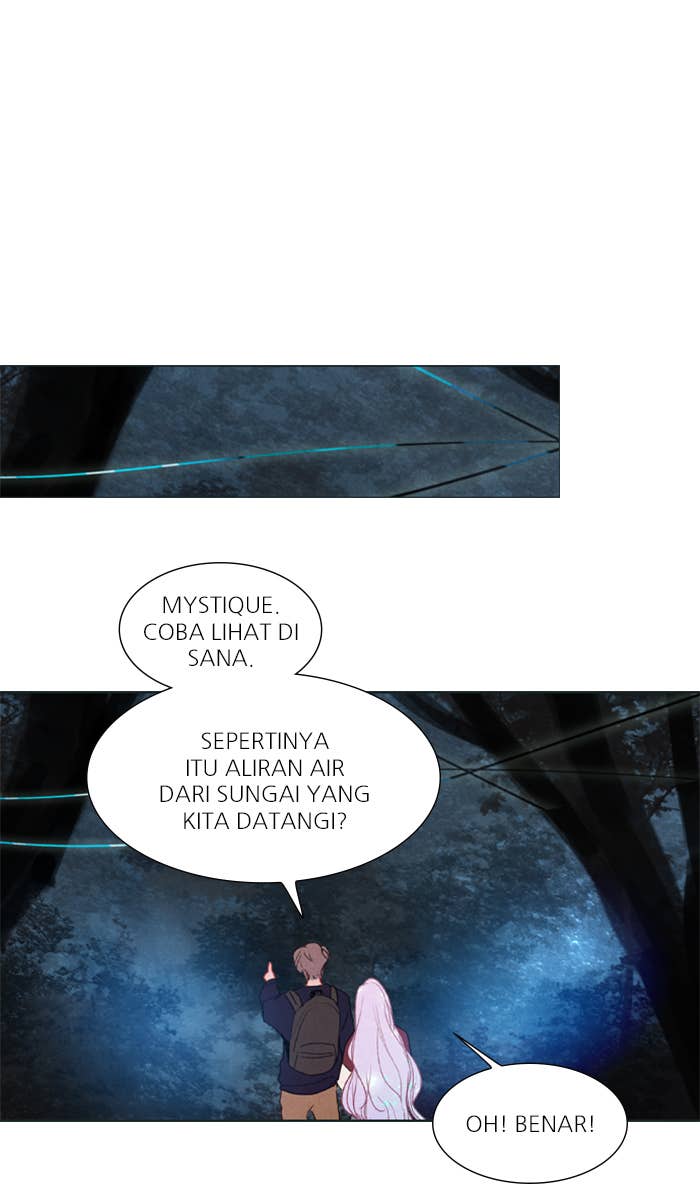 MYSTIQUE.
COBA LIHAT DI
SANA.
SEPERTINYA
ITU ALIRAN AIR
DARI SUNGAI YANG
KITA DATANGI?
OH! BENAR!